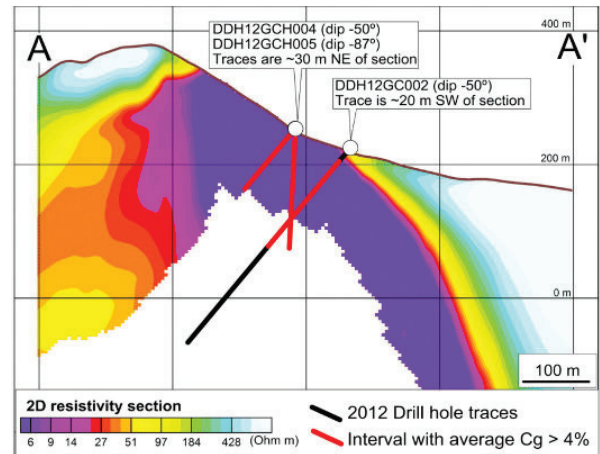 A
A'
DDH12GCH004 (dip -50º)
DDH12GCH005 (dip -87º)
Traces are ~30 m NE of section
DDH12GC002 (dip -50º)
Trace is ~20 m SW of section
400 m
200 m
0 m
100 m
2D resistivity section
6 9 14 27 51 97 184 428 (Ohm m)
2012 Drill hole traces
Interval with average Cg > 4%